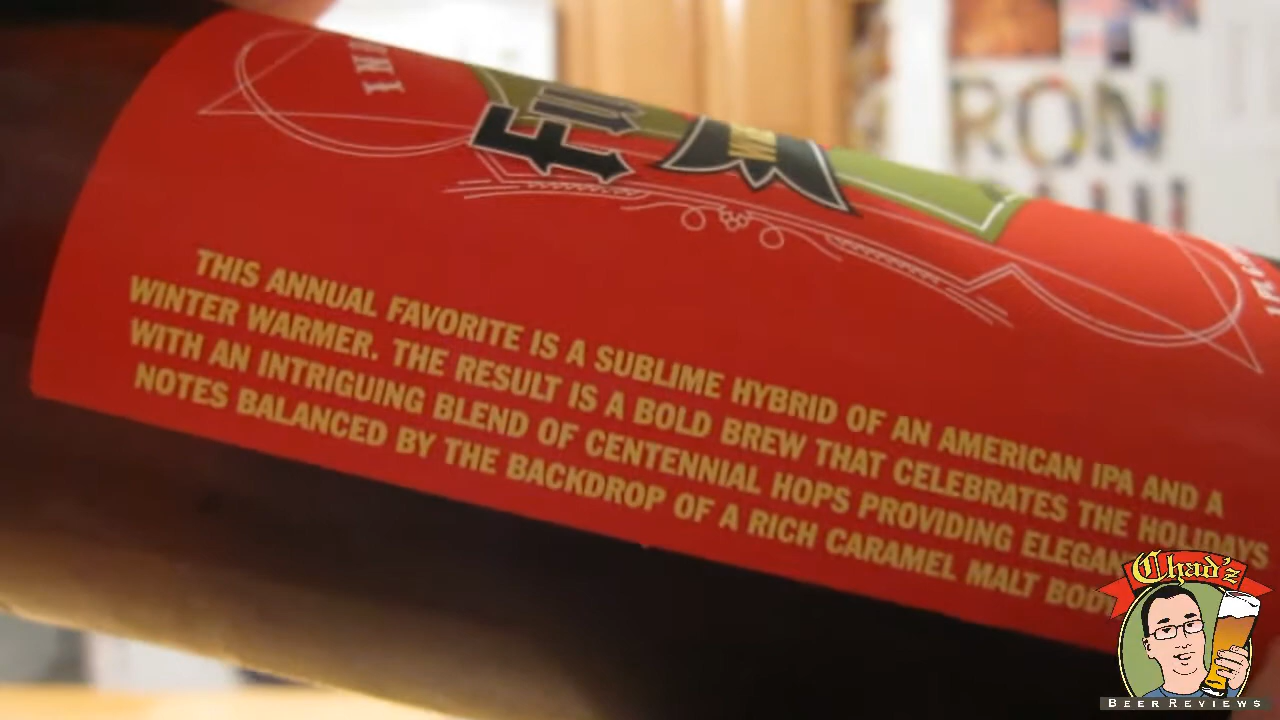 RON
FU
THIS ANNUAL FAVORITE IS A SUBLIME HYBRID OF AN AMERICAN IPA AND A
WINTER WARMER. THE RESULT IS A BOLD BREW THAT CELEBRATES THE HOLIDAYS
WITH AN INTRIGUING BLEND OF CENTENNIAL HOPS PROVIDING
NOTES BALANCED BY THE BACKDROP OF A RICH CARAMEL MALT
Chad'z
BEER REVIEWS